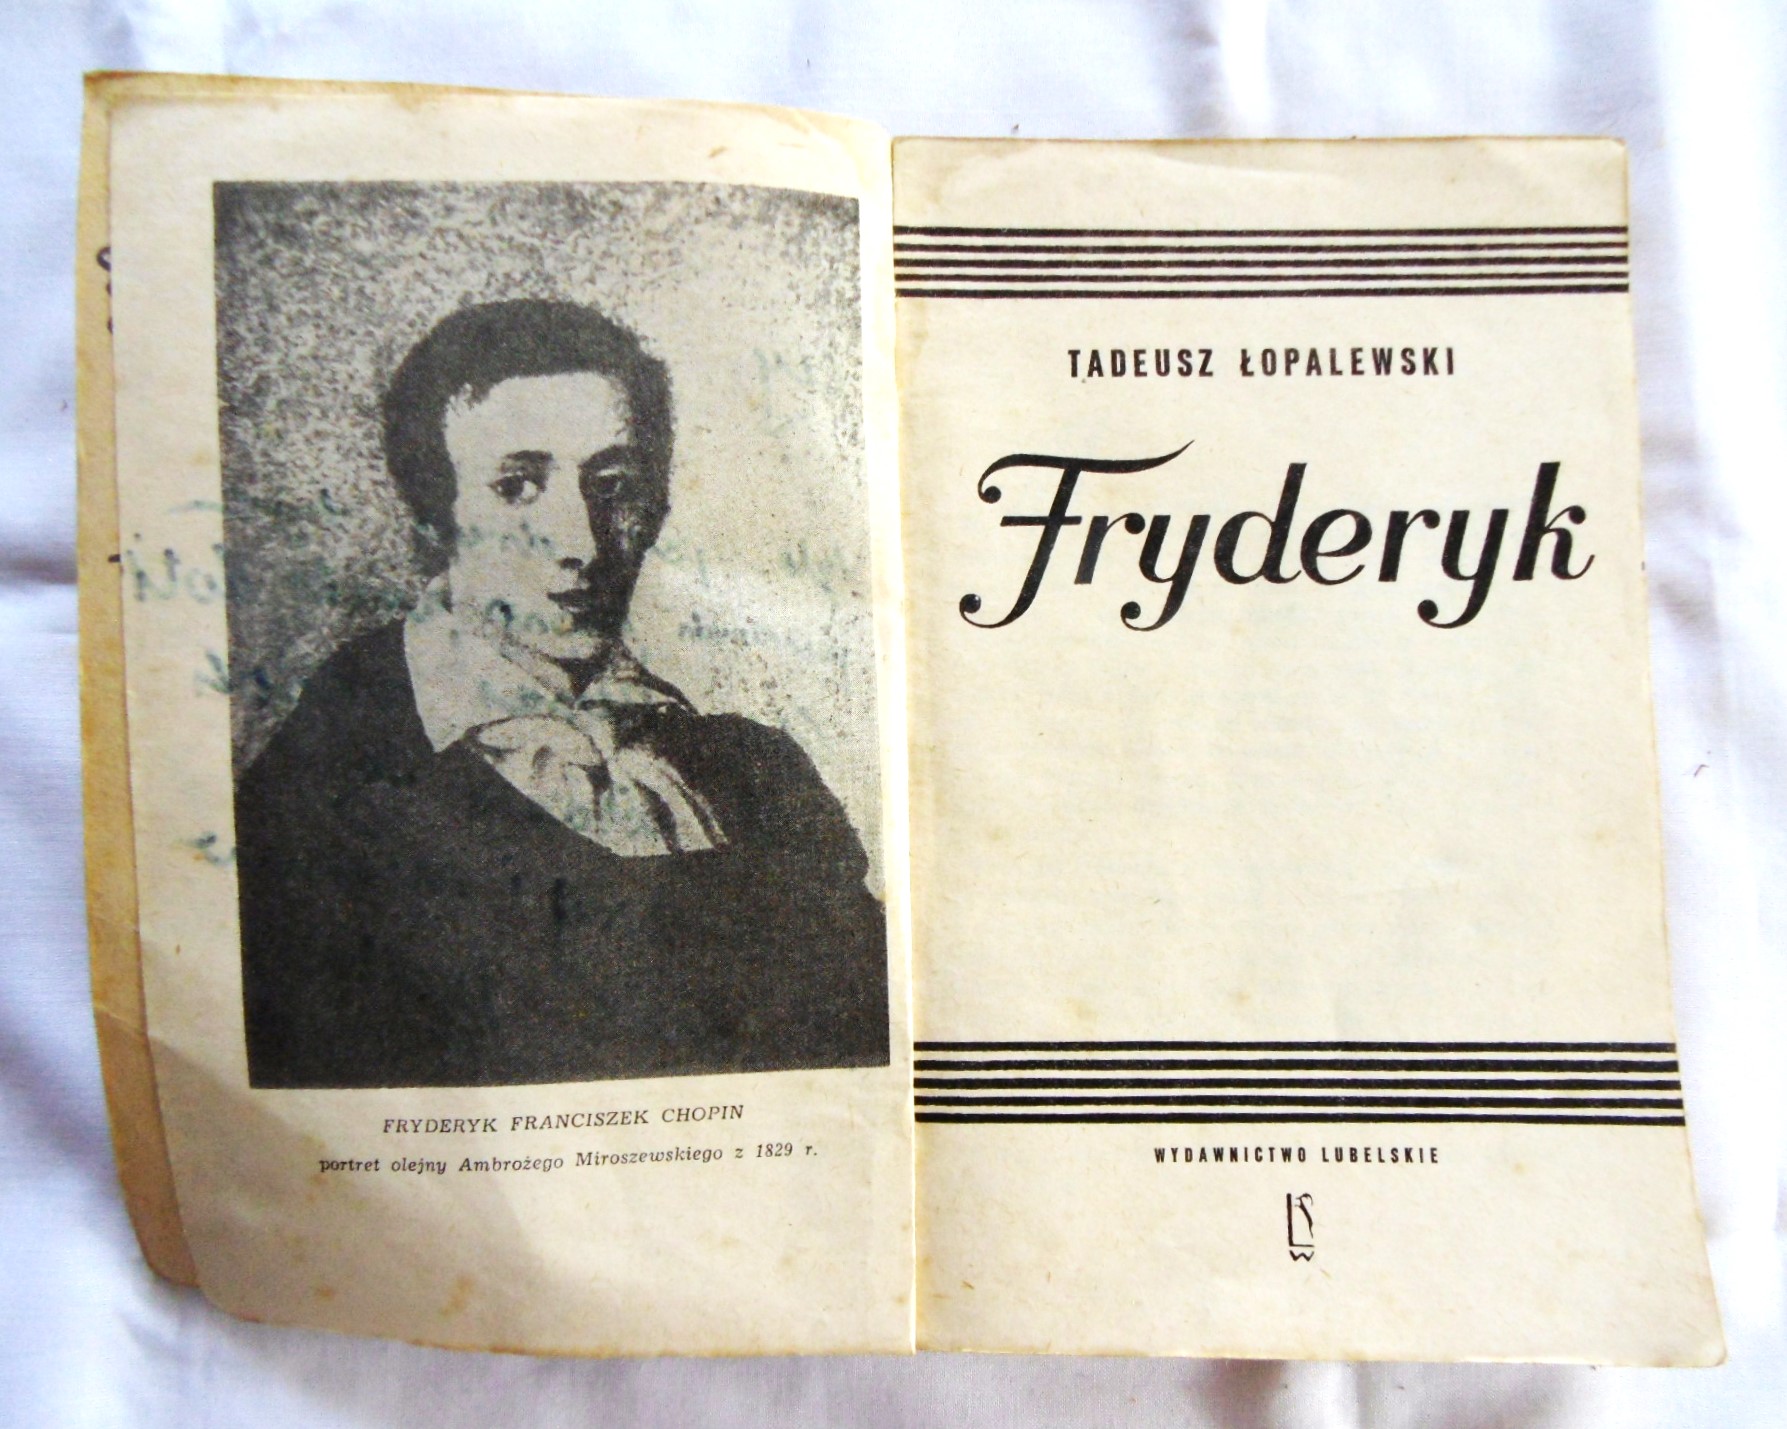 FRYDERYK FRANCISZEK CHOPIN
portret olejny Ambrożego Miroszewskiego z 1829 r.
TADEUSZ ŁOPALEWSKI
Fryderyk
WYDAWNICTWO LUBELSKIE